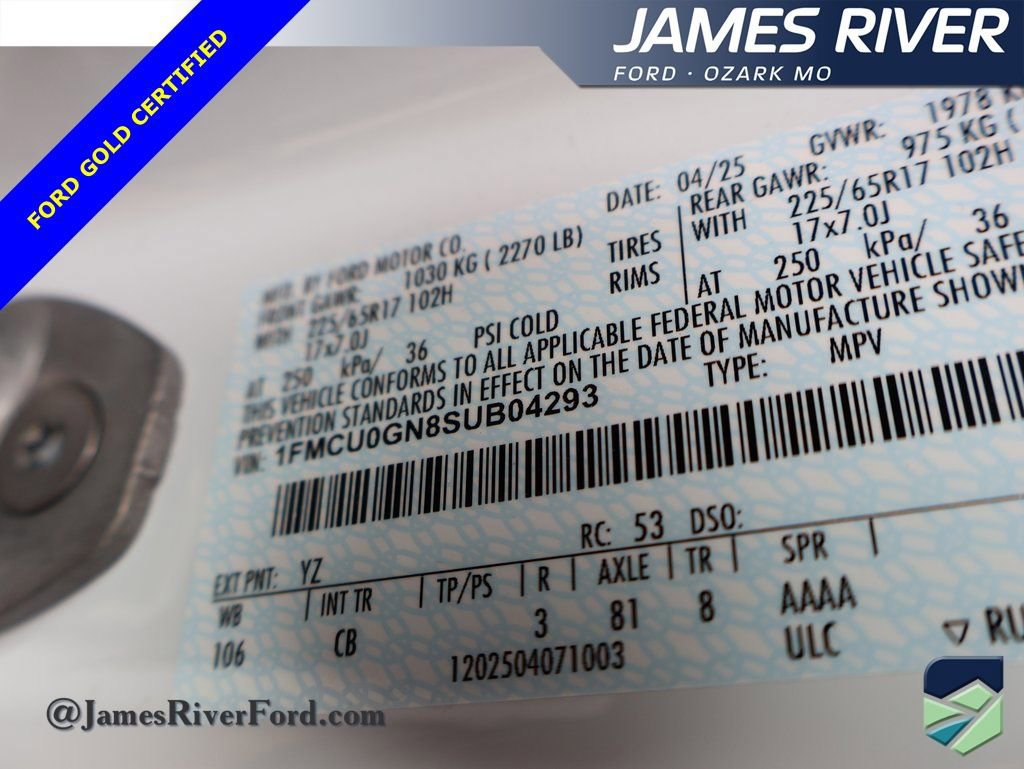 FORD GOLD CERTIFIED
JAMES RIVER
FORD · OZARK MO
MFD. BY FORD MOTOR CO.
DATE: 04/25
GVWR: 1978 K
FRONT GAWR: 1030 KG ( 2270 LB)
REAR GAWR: 975 KG (
WITH 225/65R17 102H
TIRES
WITH 225/65R17 102H
17x7.0J
RIMS
17x7.0J
AT 250 kPa/ 36 PSI COLD
AT 250 kPa/ 36
THIS VEHICLE CONFORMS TO ALL APPLICABLE FEDERAL MOTOR VEHICLE SAFE
PREVENTION STANDARDS IN EFFECT ON THE DATE OF MANUFACTURE SHOW
VIN: 1FMCU0GN8SUB04293
TYPE: MPV
EXT PNT: YZ
RC: 53 DSO:
WB | INT TR | TP/PS | R | AXLE | TR | SPR |
106 CB 3 81 8 AAAA
1202504071003 ULC
▽ RU
@JamesRiverFord.com